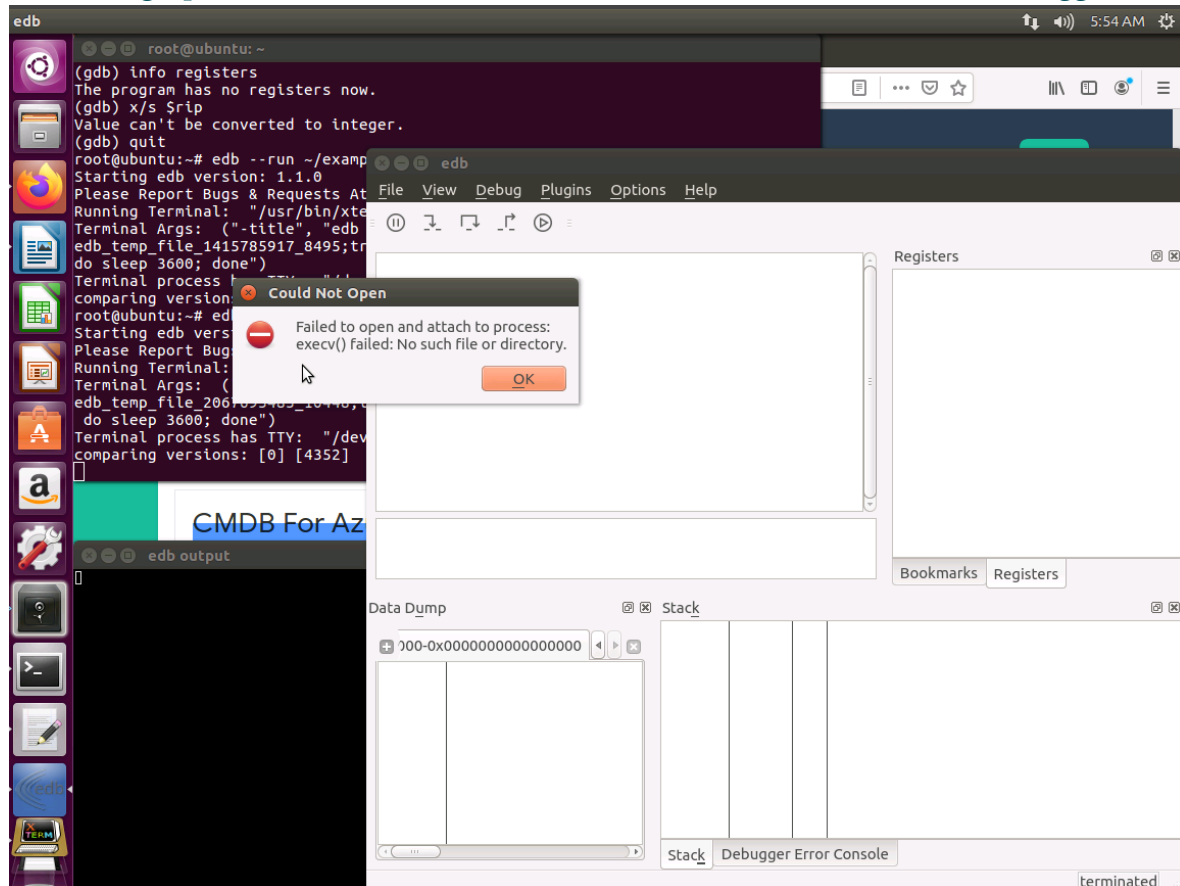 edb
5:54 AM
root@ubuntu: ~
(gdb) info registers
The program has no registers now.
(gdb) x/s $rip
Value can't be converted to integer.
(gdb) quit
root@ubuntu:~# edb --run ~/examp
Starting edb version: 1.1.0
Please Report Bugs & Requests At
Running Terminal:  "/usr/bin/xte
Terminal Args:  ("-title", "edb
edb_temp_file_1415785917_8495;tr
do sleep 3600; done")
Terminal process
comparing version
root@ubuntu:~# ed
Starting edb vers
Please Report Bug
Running Terminal:
Terminal Args:  (
do sleep 3600; done")
Terminal process has TTY:  "/dev
comparing versions: [0] [4352]
edb
File View Debug Plugins Options Help
Registers
Could Not Open
Failed to open and attach to process:
execv() failed: No such file or directory.
OK
CMDB For Az
edb output
Bookmarks Registers
Data Dump
Stack
000-0x0000000000000000
Stack Debugger Error Console
terminated
a
>_
edb
TERM